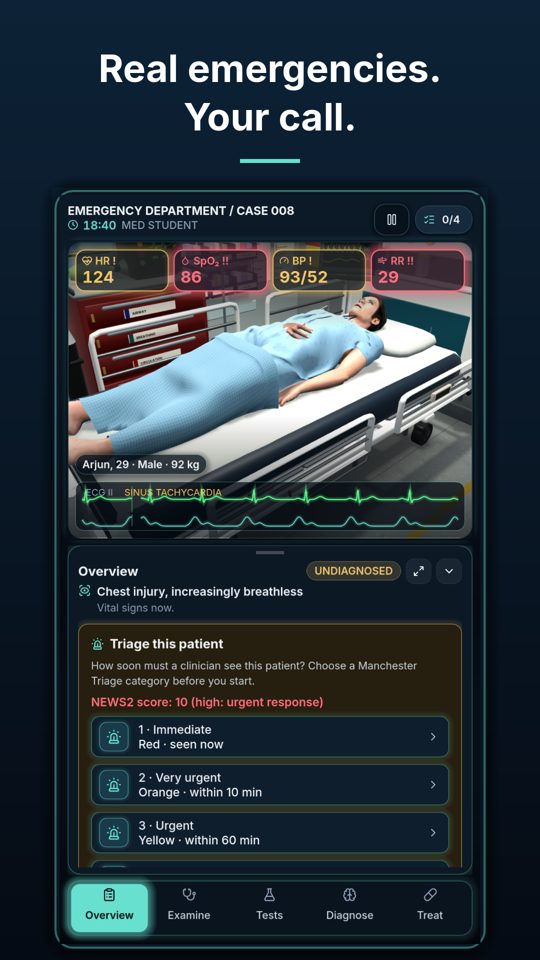 Real emergencies.
Your call.
EMERGENCY DEPARTMENT / CASE 008
18:40 MED STUDENT
0/4
HR !
124
SpO₂ !!
86
BP !
93/52
RR !!
29
AIRWAY
BREATHING
CIRCULATION
Arjun, 29 · Male · 92 kg
ECG II SINUS TACHYCARDIA
Overview
UNDIAGNOSED
Chest injury, increasingly breathless
Vital signs now.
Triage this patient
How soon must a clinician see this patient? Choose a Manchester
Triage category before you start.
NEWS2 score: 10 (high: urgent response)
1 · Immediate
Red · seen now
2 · Very urgent
Orange · within 10 min
3 · Urgent
Yellow · within 60 min
Overview
Examine
Tests
Diagnose
Treat